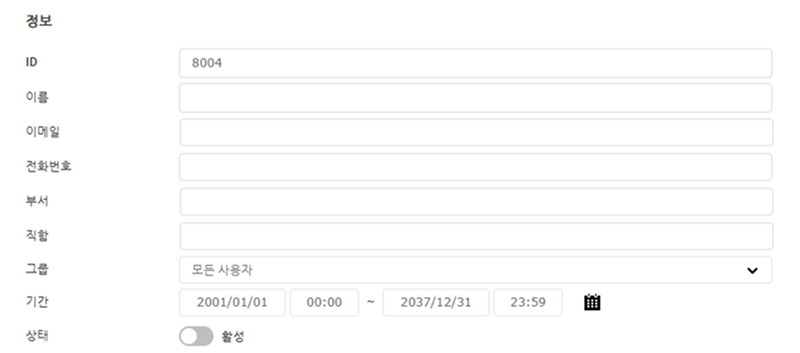 정보
ID 8004
이름
이메일
전화번호
부서
직함
그룹 모든 사용자
기간 2001/01/01 00:00 ~ 2037/12/31 23:59
상태 활성